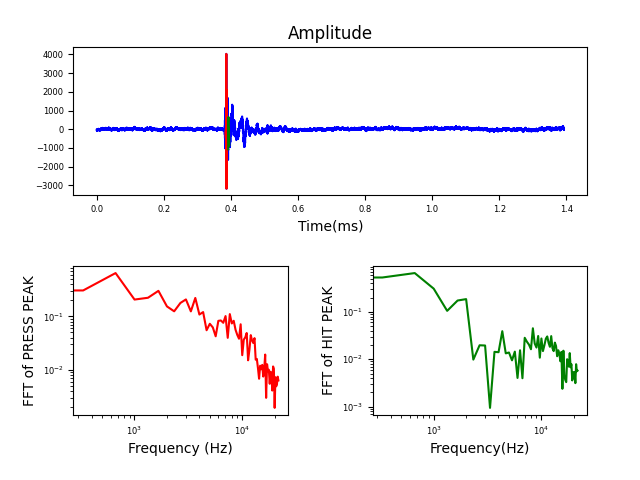 Amplitude
4000
3000
2000
1000
0
−1000
−2000
−3000
0.0 0.2 0.4 0.6 0.8 1.0 1.2 1.4
Time(ms)
FFT of PRESS PEAK
10⁻¹
10⁻²
10³ 10⁴
Frequency (Hz)
FFT of HIT PEAK
10⁻¹
10⁻²
10⁻³
10³ 10⁴
Frequency(Hz)